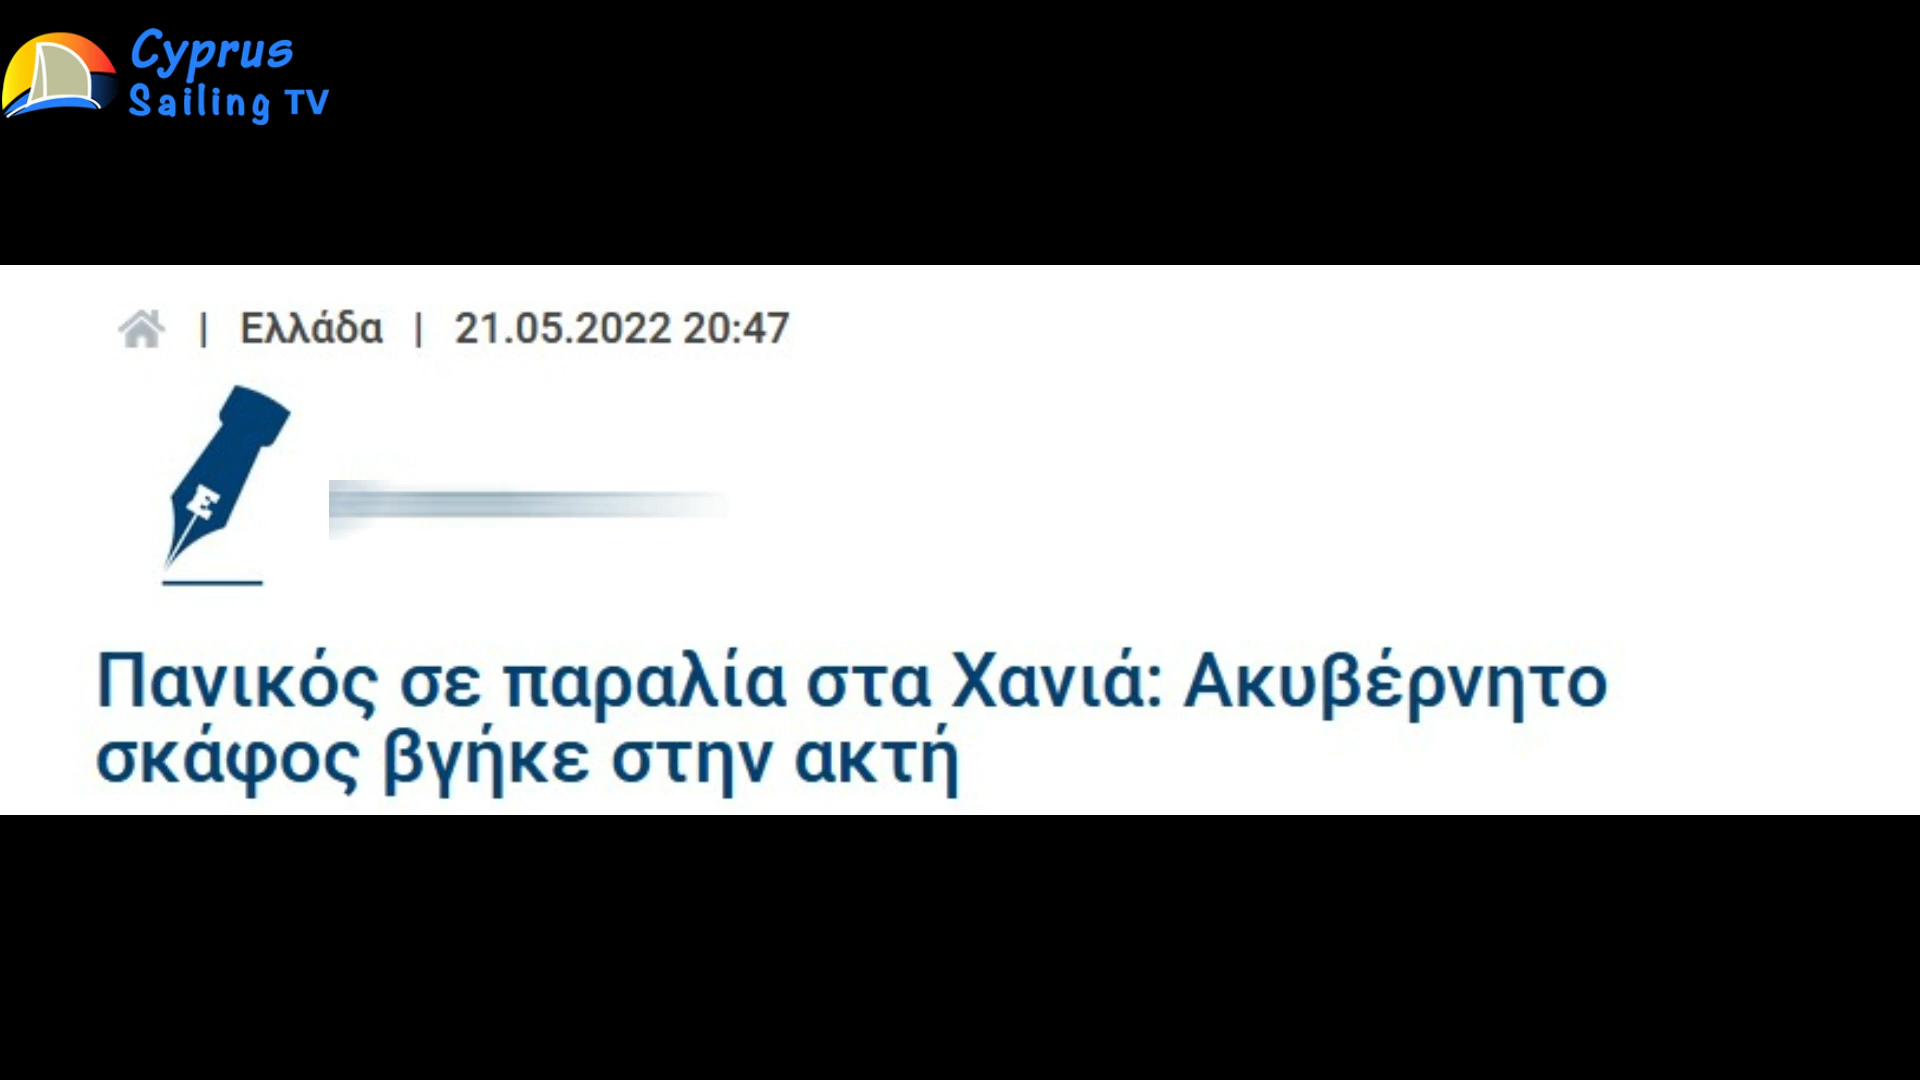 Cyprus
Sailing TV
| Ελλάδα | 21.05.2022 20:47
E
Πανικός σε παραλία στα Χανιά: Ακυβέρνητο
σκάφος βγήκε στην ακτή